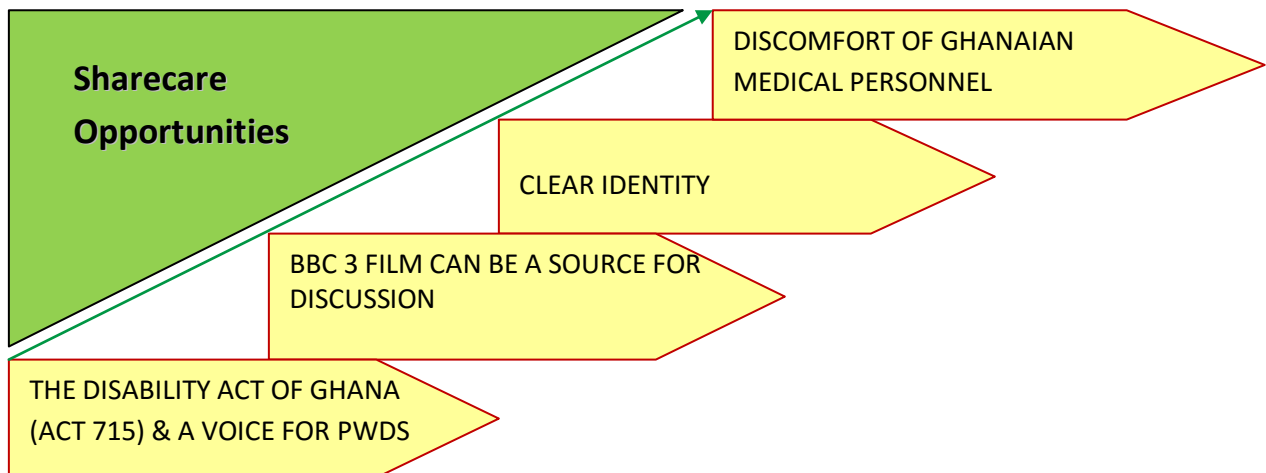 Sharecare
Opportunities
DISCOMFORT OF GHANAIAN
MEDICAL PERSONNEL
CLEAR IDENTITY
BBC 3 FILM CAN BE A SOURCE FOR
DISCUSSION
THE DISABILITY ACT OF GHANA
(ACT 715) & A VOICE FOR PWDS